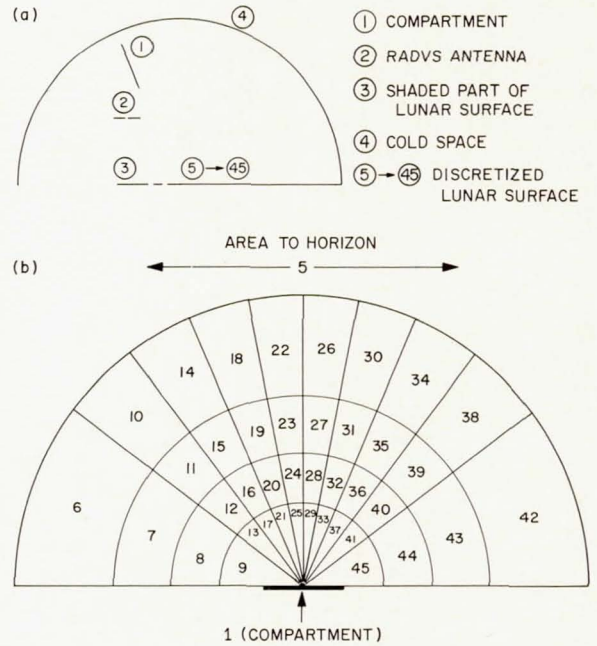 (a)
4
1
2
3
5 → 45
1 COMPARTMENT
2 RADVS ANTENNA
3 SHADED PART OF
LUNAR SURFACE
4 COLD SPACE
5 → 45 DISCRETIZED
LUNAR SURFACE
(b)
AREA TO HORIZON
5
22 26
18 30
14 34
10 38
6 42
23 27
19 31
15 35
11 39
7 43
24 28
20 32
16 36
12 40
8 44
25 29
21 33
17 37
13 41
9 45
1 (COMPARTMENT)